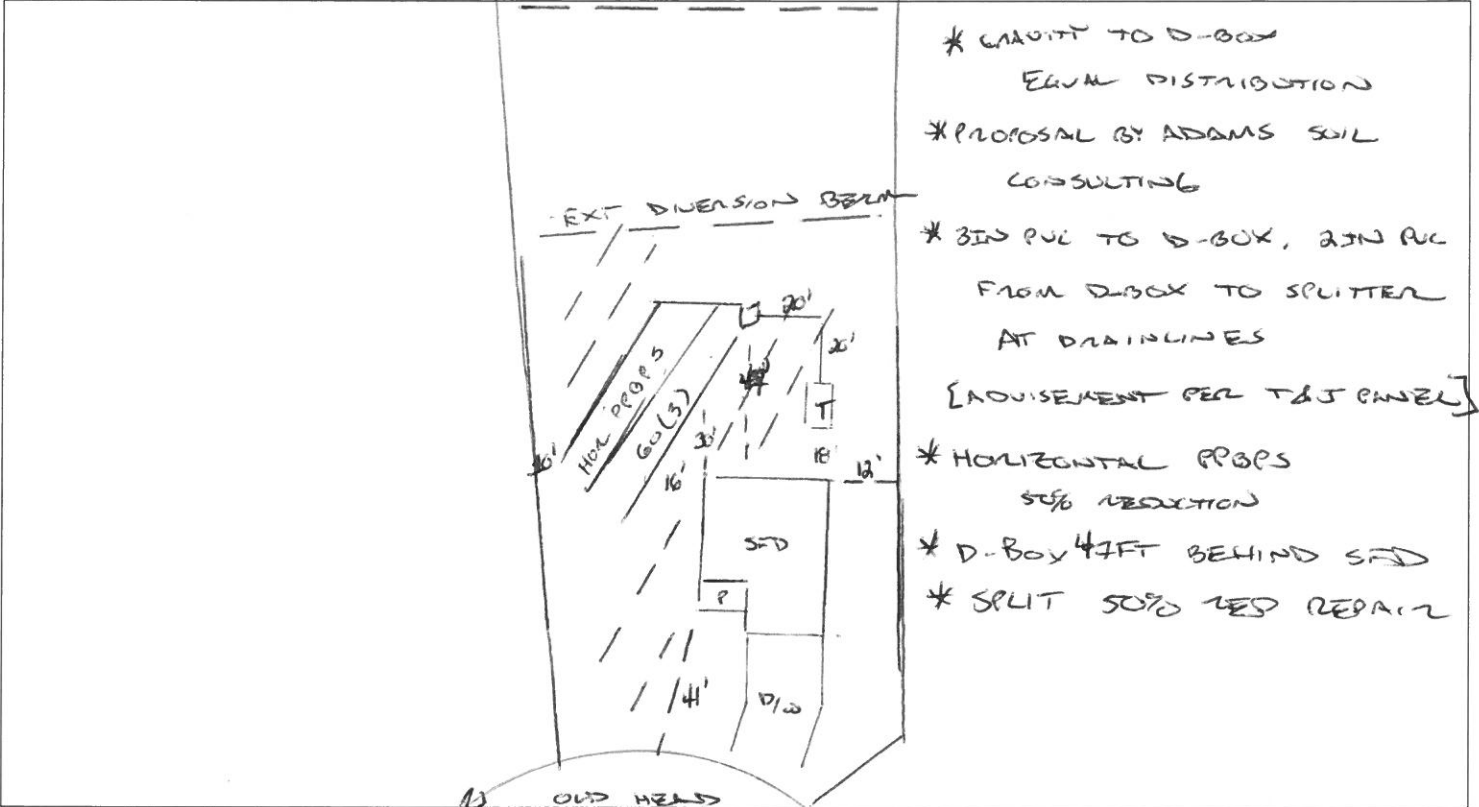 * GRAVITY TO D-BOX
EQUAL DISTRIBUTION
* PROPOSAL BY ADAMS SOIL
CONSULTING
* 3IN PVC TO D-BOX, 2IN PVC
FROM D-BOX TO SPLITTER
AT DRAINLINES
[ADVISEMENT PER T&J PANEL]
* HORIZONTAL PPBPS
50% REDUCTION
* D-BOX 47FT BEHIND SFD
* SPLIT 50% RED REPAIR
EXT DIVERSION BERM
20'
20'
HOR PPBPS
60(3)
T
30'
18'
12'
16'
SFD
P
41'
D/W
OLD HEAD